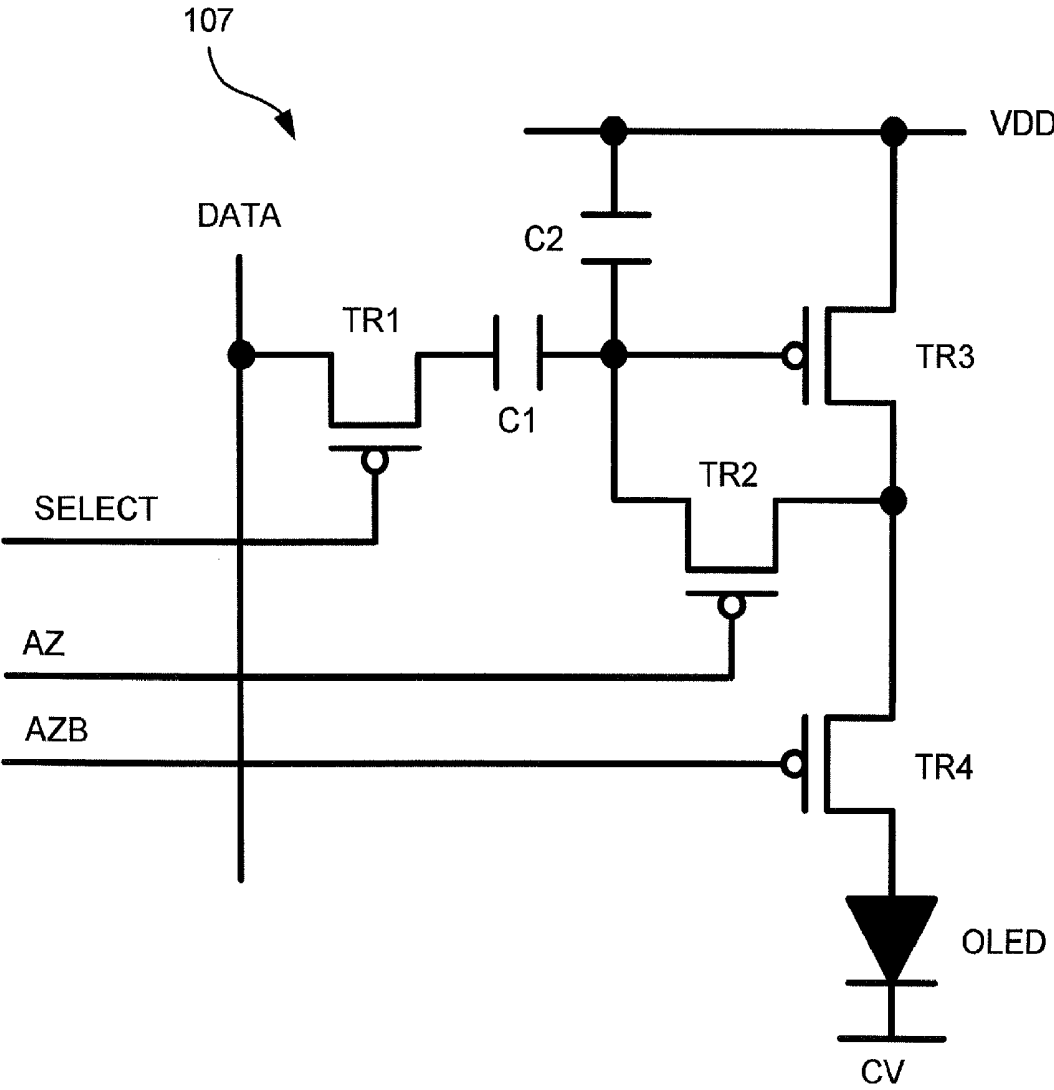 107
VDD
DATA
C2
TR1
TR3
C1
TR2
SELECT
AZ
AZB
TR4
OLED
CV